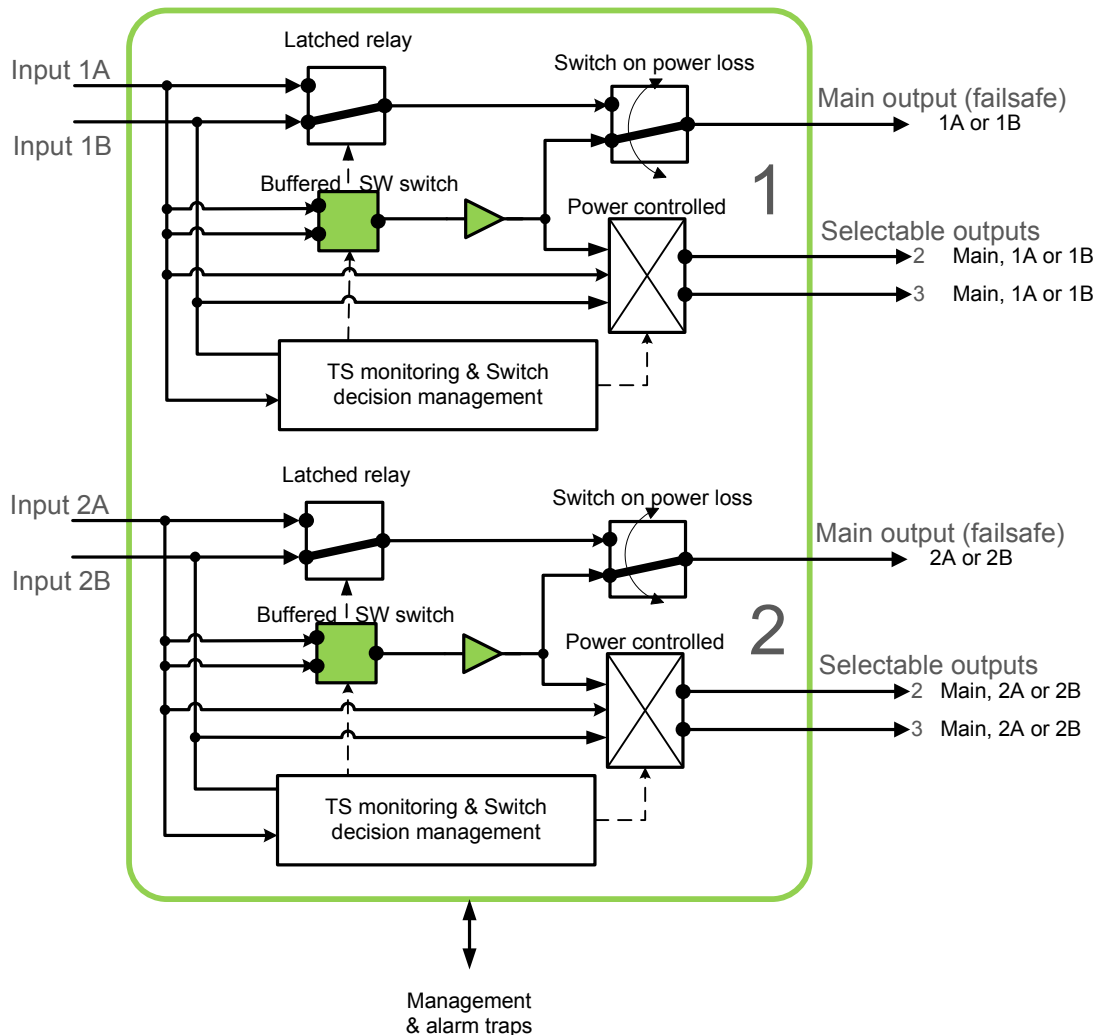 Latched relay
Input 1A
Switch on power loss
Main output (failsafe)
1A or 1B
Input 1B
Buffered SW switch
1
Power controlled
Selectable outputs
2 Main, 1A or 1B
3 Main, 1A or 1B
TS monitoring & Switch
decision management
Latched relay
Input 2A
Switch on power loss
Main output (failsafe)
2A or 2B
Input 2B
Buffered SW switch
2
Power controlled
Selectable outputs
2 Main, 2A or 2B
3 Main, 2A or 2B
TS monitoring & Switch
decision management
Management
& alarm traps